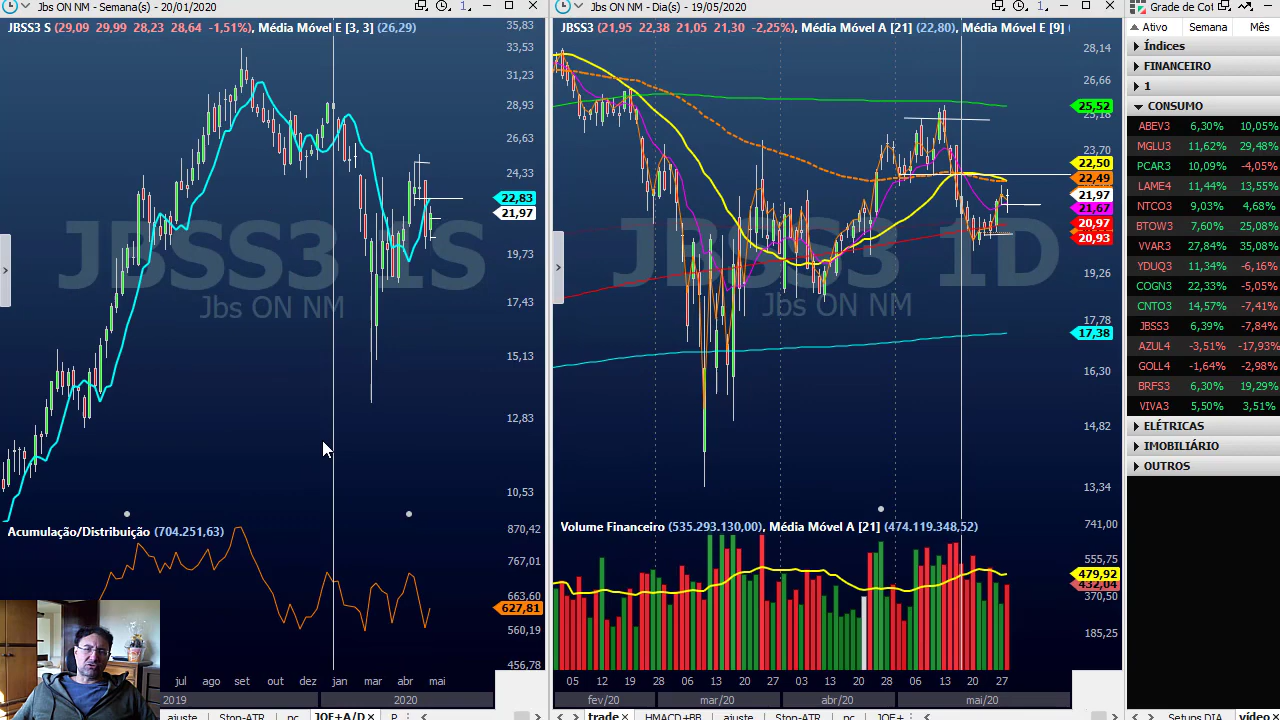 Jbs ON NM - Semana(s) - 20/01/2020
JBSS3 S (29,09 29,99 28,23 28,64 -1,51%), Média Móvel E [3, 3] (26,29)
35,83
33,53
31,23
28,93
26,63
24,33
22,83
21,97
19,73
17,43
15,13
12,83
10,53
JBSS3 1S
Jbs ON NM
Acumulação/Distribuição (704.251,63)
870,42
767,01
663,60
663,60
627,81
560,19
560,19
456,78
jul ago set out dez jan mar abr mai
2019 2020
ajuste Stop-ATR pc JOE+A/D X P
Jbs ON NM - Dia(s) - 19/05/2020
JBSS3 (21,95 22,38 21,05 21,30 -2,25%), Média Móvel A [21] (22,80), Média Móvel E [9] (
28,14
26,66
25,52
25,18
23,70
22,50
22,49
21,97
21,67
20,97
20,93
19,26
17,78
17,38
16,30
14,82
13,34
JBSS3 1D
Jbs ON NM
Volume Financeiro (535.293.130,00), Média Móvel A [21] (474.119.348,52)
741,00
555,75
479,92
432,04
370,50
185,25
05 12 19 28 06 13 20 27 06 13 20 28 06 13 20 27
fev/20 mar/20 abr/20 mai/20
trade X HMACD+BB ajuste Stop-ATR pc JOE+
Grade de Cot
Ativo Semana Mês
Índices
FINANCEIRO
1
CONSUMO
ABEV3 6,30% 10,05%
MGLU3 11,62% 29,48%
PCAR3 10,09% -4,05%
LAME4 11,44% 13,55%
NTCO3 9,03% 4,68%
BTOW3 7,60% 25,08%
VVAR3 27,84% 35,08%
YDUQ3 11,34% -6,16%
COGN3 22,33% -5,05%
CNTO3 14,57% -7,41%
JBSS3 6,39% -7,84%
AZUL4 -3,51% -17,93%
GOLL4 -1,64% -2,98%
BRFS3 6,30% 19,29%
VIVA3 5,50% 3,51%
ELÉTRICAS
IMOBILIÁRIO
OUTROS
Setups DIA vídeo